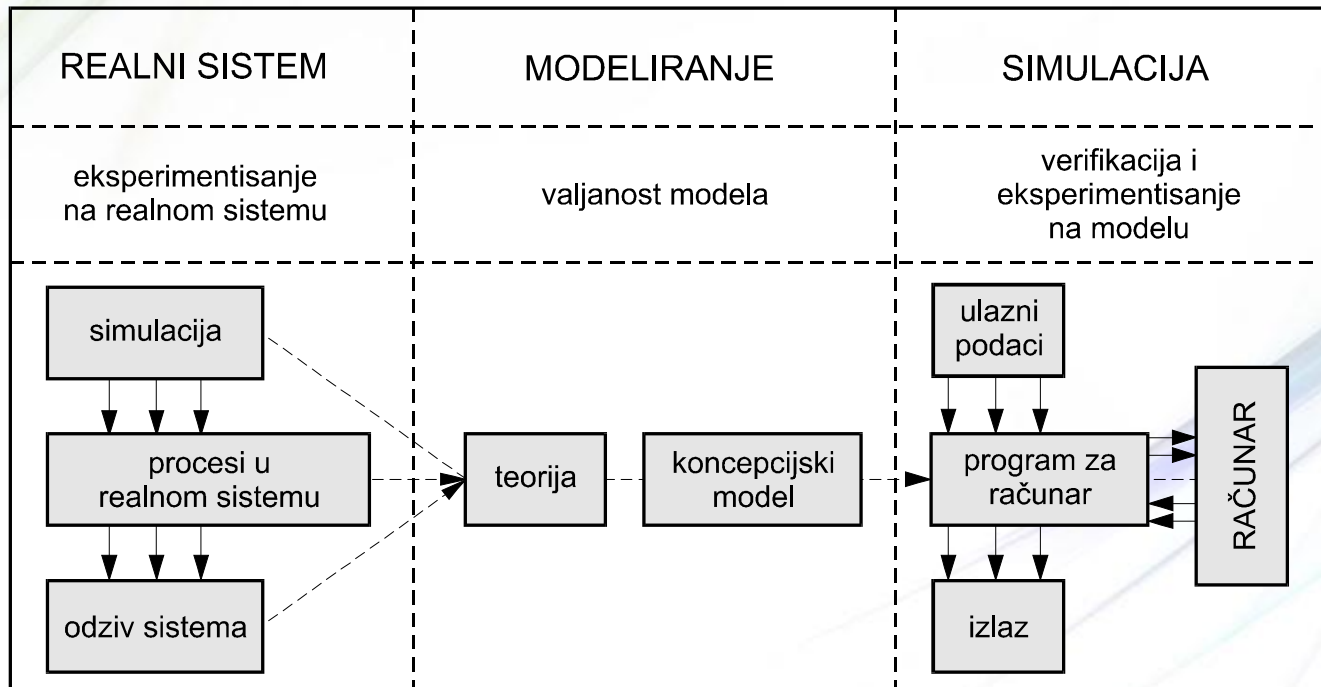 REALNI SISTEM
MODELIRANJE
SIMULACIJA
eksperimentisanje
na realnom sistemu
valjanost modela
verifikacija i
eksperimentisanje
na modelu
simulacija
procesi u
realnom sistemu
odziv sistema
teorija
koncepcijski
model
ulazni
podaci
program za
računar
izlaz
RAČUNAR